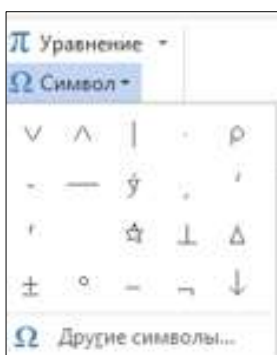 π Уравнение
Ω Символ
∨ ∧ | · ρ
- — ý ¸ ′
′ ☆ ⊥ Δ
± ° – ¬ ↓
Ω Другие символы...